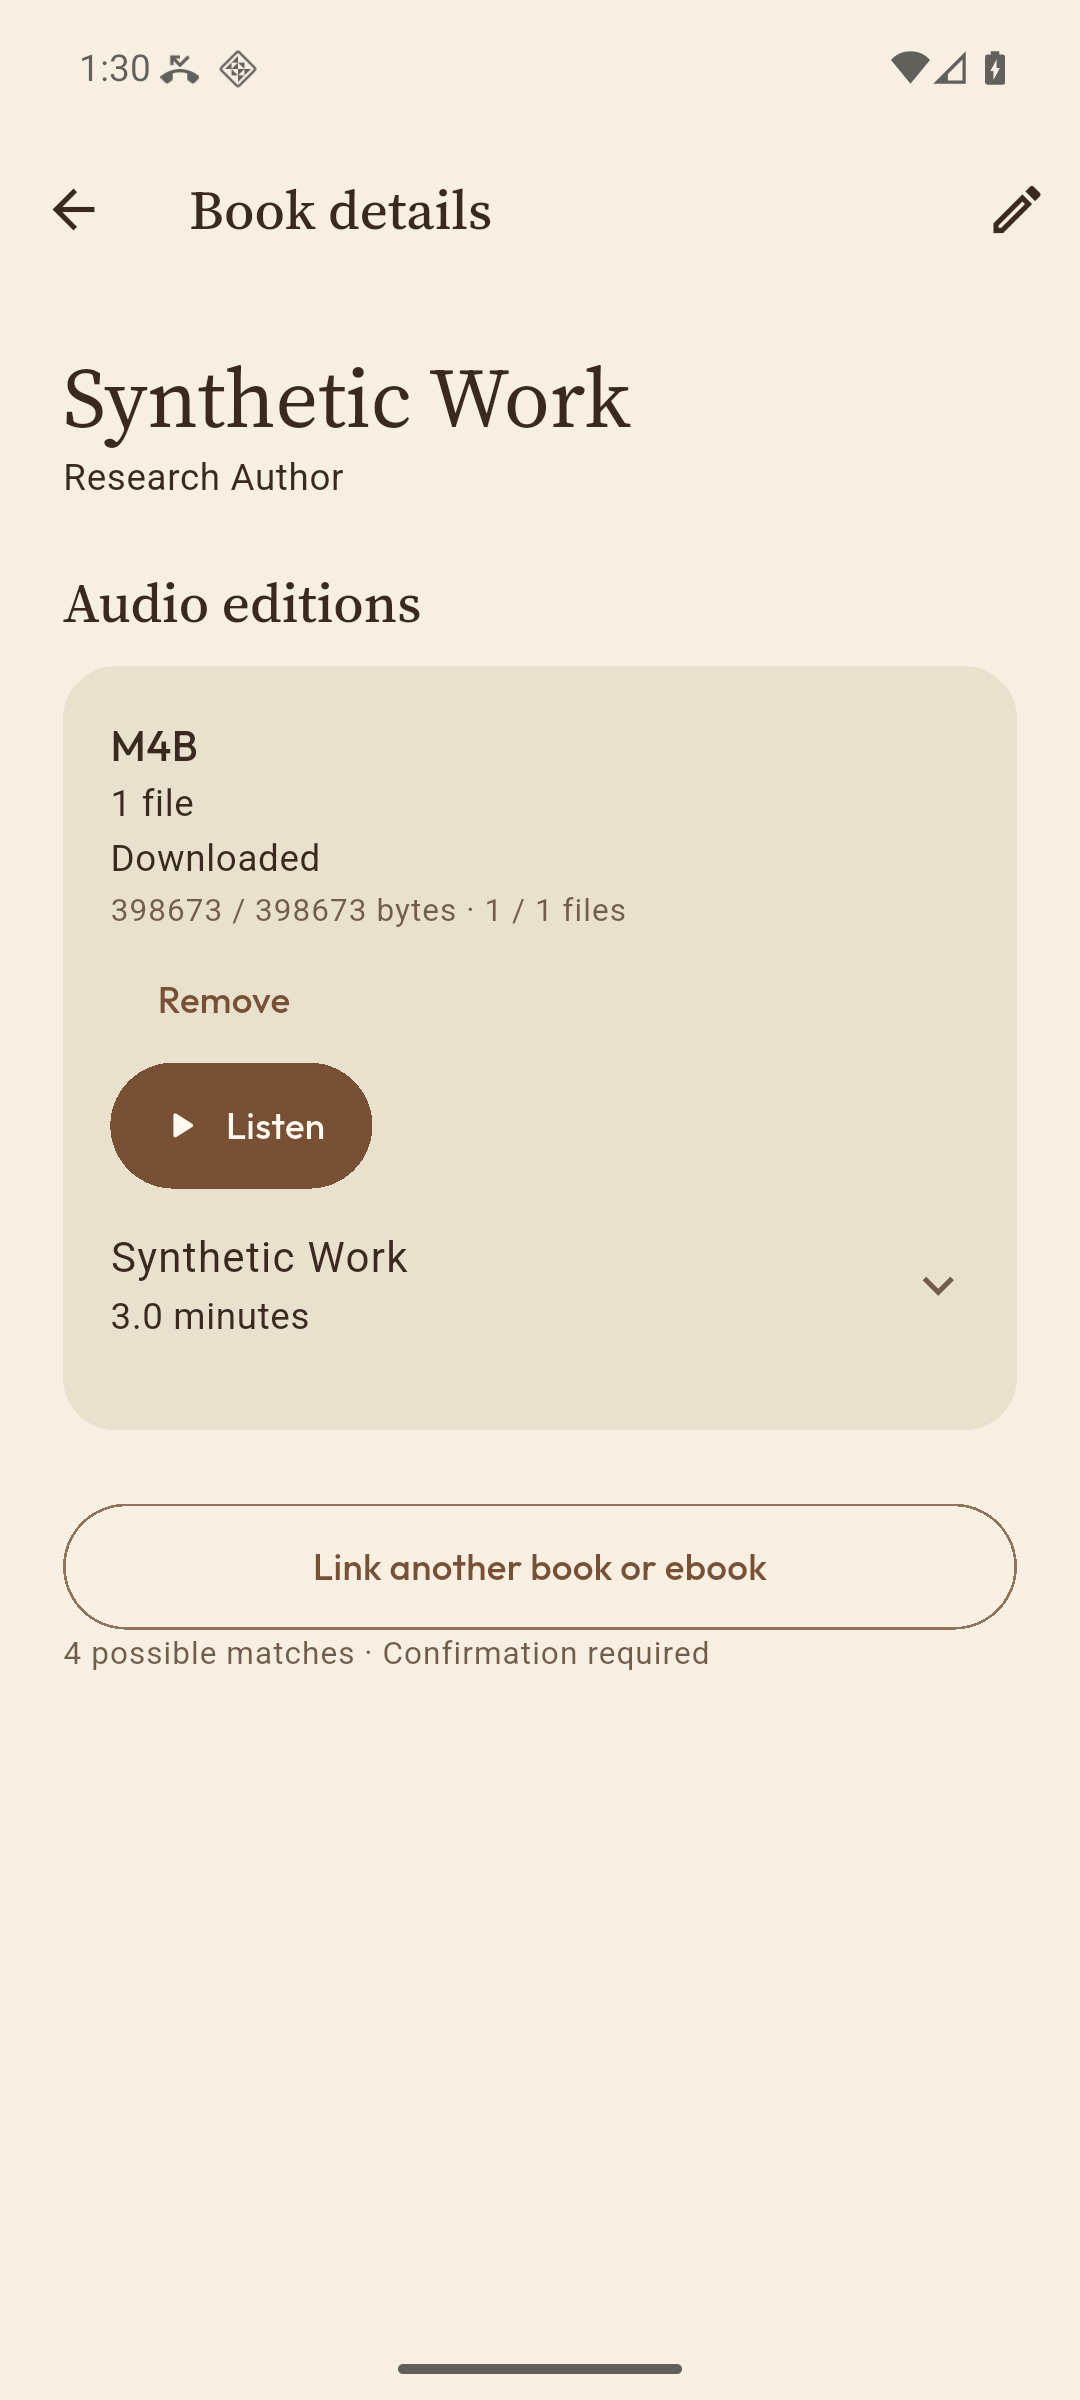 1:30
Book details
Synthetic Work
Research Author
Audio editions
M4B
1 file
Downloaded
398673 / 398673 bytes · 1 / 1 files
Remove
Listen
Synthetic Work
3.0 minutes
Link another book or ebook
4 possible matches · Confirmation required